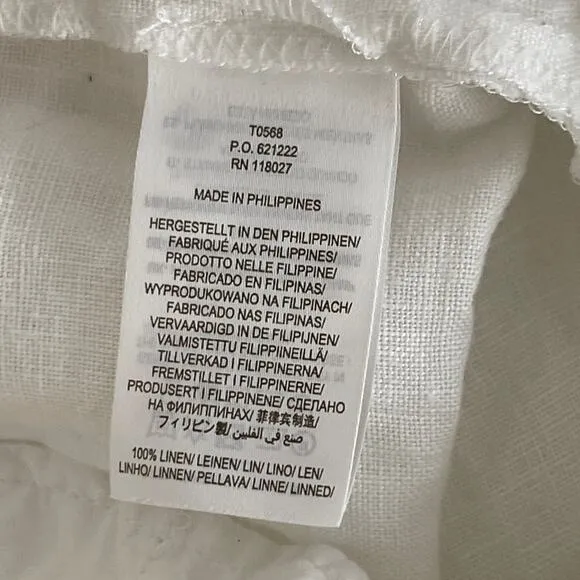 T0568
P.O. 621222
RN 118027
MADE IN PHILIPPINES
HERGESTELLT IN DEN PHILIPPINEN/
FABRIQUÉ AUX PHILIPPINES/
PRODOTTO NELLE FILIPPINE/
FABRICADO EN FILIPINAS/
WYPRODUKOWANO NA FILIPINACH/
FABRICADO NAS FILIPINAS/
VERVAARDIGD IN DE FILIPIJNEN/
VALMISTETTU FILIPPIINEILLÄ/
TILLVERKAD I FILIPPINERNA/
FREMSTILLET I FILIPPINERNE/
PRODUSERT I FILIPPINENE/ СДЕЛАНО
НА ФИЛИППИНАХ/ 菲律宾制造/
フィリピン製/ صنع في الفلبين/
100% LINEN/ LEINEN/ LIN/ LINO/ LEN/
LINHO/ LINNEN/ PELLAVA/ LINNE/ LINNED/